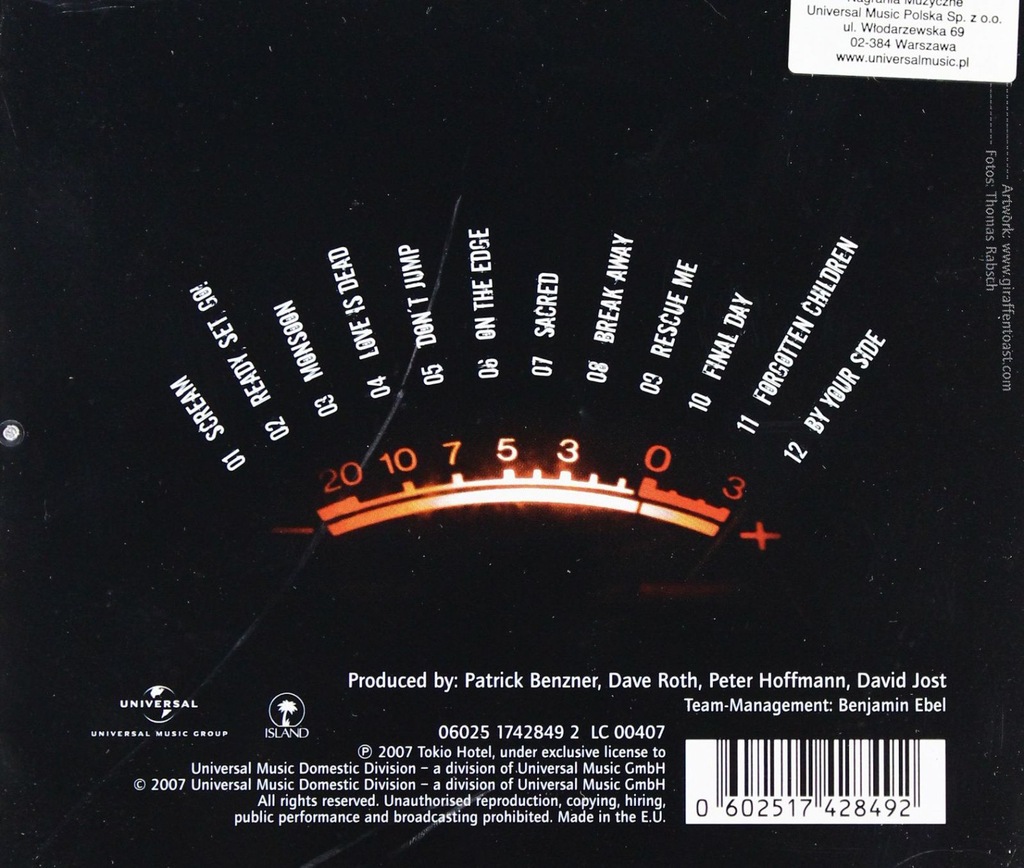 Nagrania Muzyczne
Universal Music Polska Sp. z o.o.
ul. Włodarzewska 69
02-384 Warszawa
www.universalmusic.pl
Artwork: www.giraffentoast.com
Fotos: Thomas Rabsch
01 SCREAM
02 READY, SET GO!
03 MONSOON
04 LOVE IS DEAD
05 DON'T JUMP
06 ON THE EDGE
07 SACRED
08 BREAK AWAY
09 RESCUE ME
10 FINAL DAY
11 FORGOTTEN CHILDREN
12 BY YOUR SIDE
20 10 7 5 3 0 3
− +
Produced by: Patrick Benzner, Dave Roth, Peter Hoffmann, David Jost
Team-Management: Benjamin Ebel
UNIVERSAL
UNIVERSAL MUSIC GROUP
ISLAND
06025 1742849 2 LC 00407
℗ 2007 Tokio Hotel, under exclusive license to
Universal Music Domestic Division – a division of Universal Music GmbH
© 2007 Universal Music Domestic Division – a division of Universal Music GmbH
All rights reserved. Unauthorised reproduction, copying, hiring,
public performance and broadcasting prohibited. Made in the E.U.
0 602517 428492